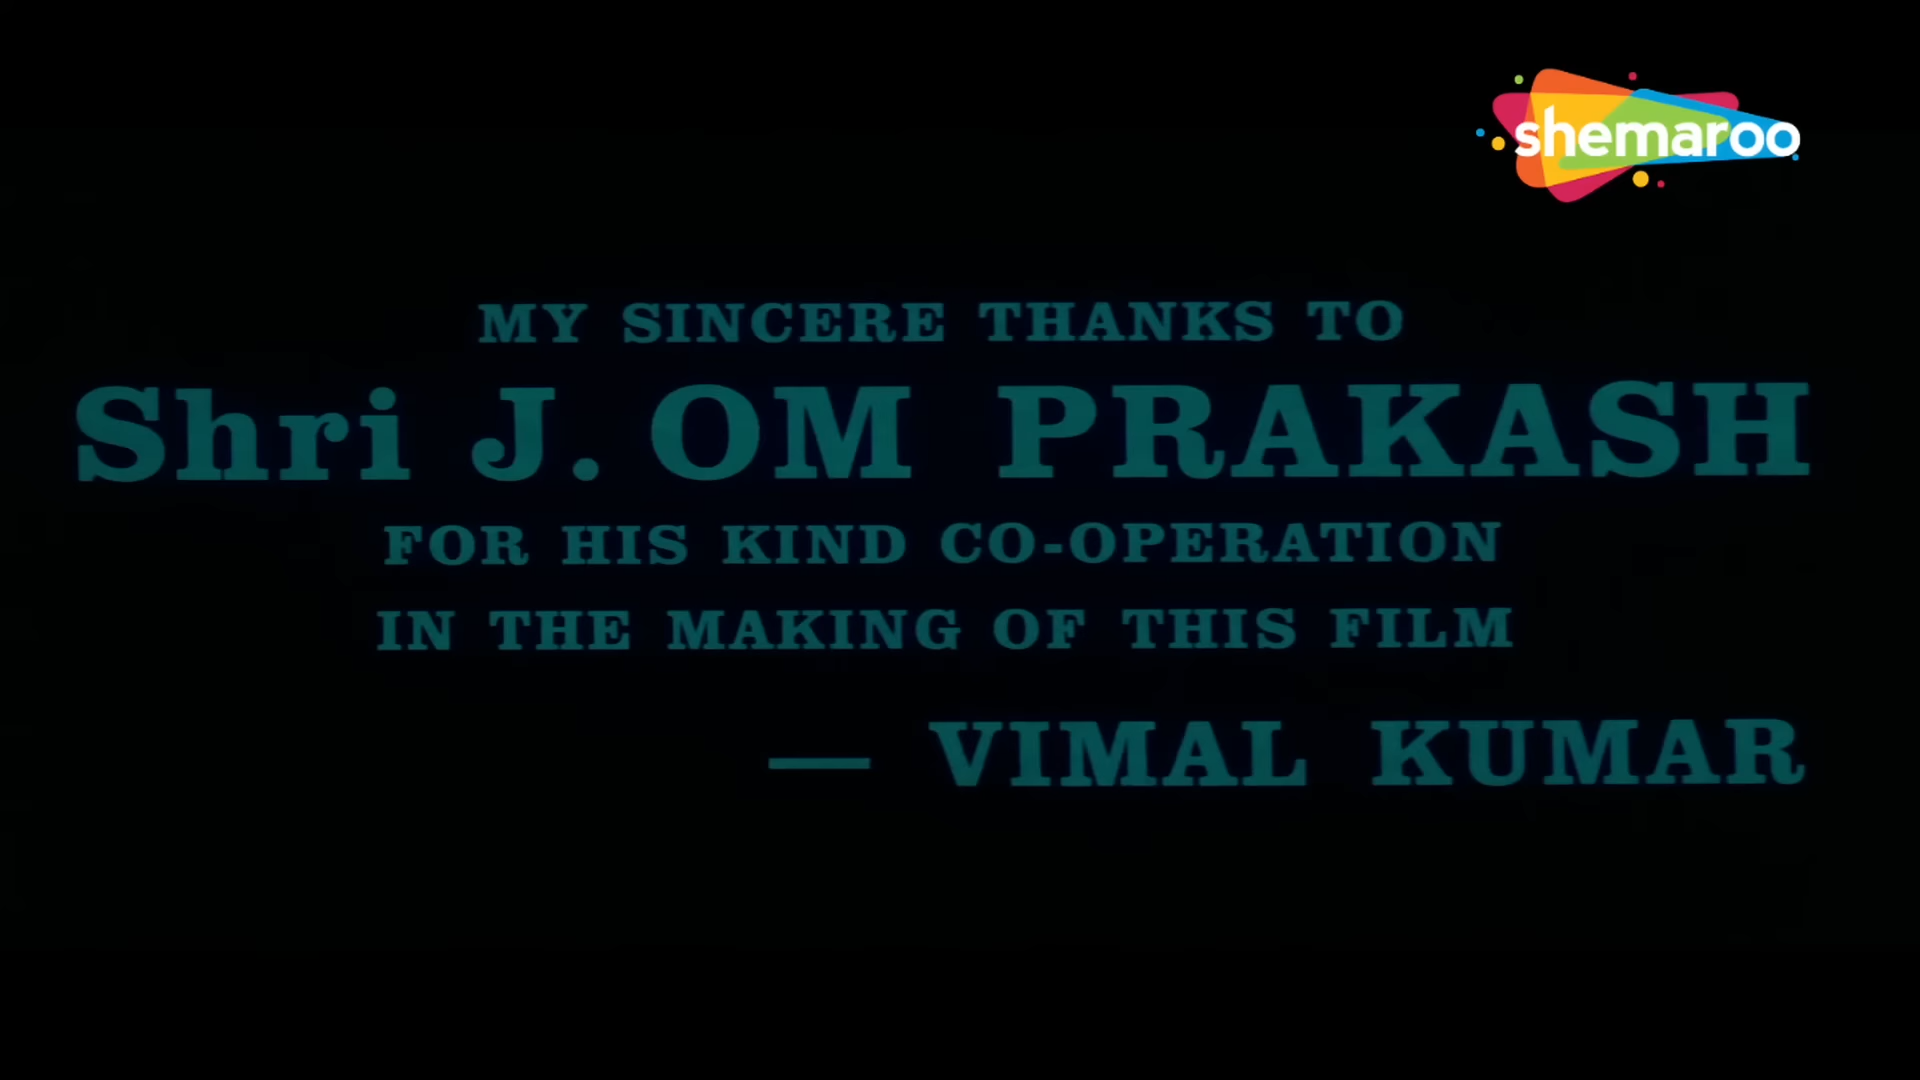 shemaroo
MY SINCERE THANKS TO
Shri J. OM PRAKASH
FOR HIS KIND CO-OPERATION
IN THE MAKING OF THIS FILM
— VIMAL KUMAR